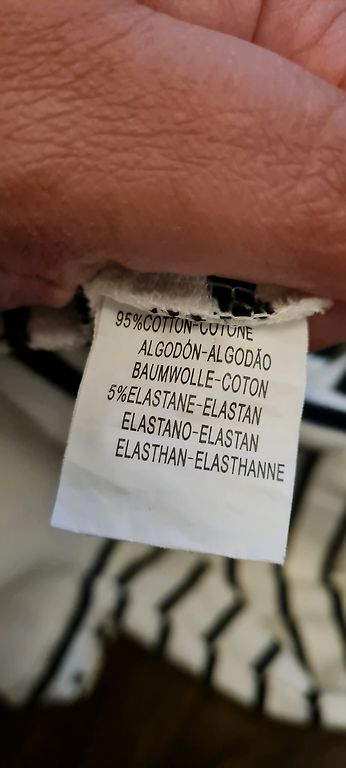 95%COTTON-COTONE
ALGODÓN-ALGODÃO
BAUMWOLLE-COTON
5%ELASTANE-ELASTAN
ELASTANO-ELASTAN
ELASTHAN-ELASTHANNE